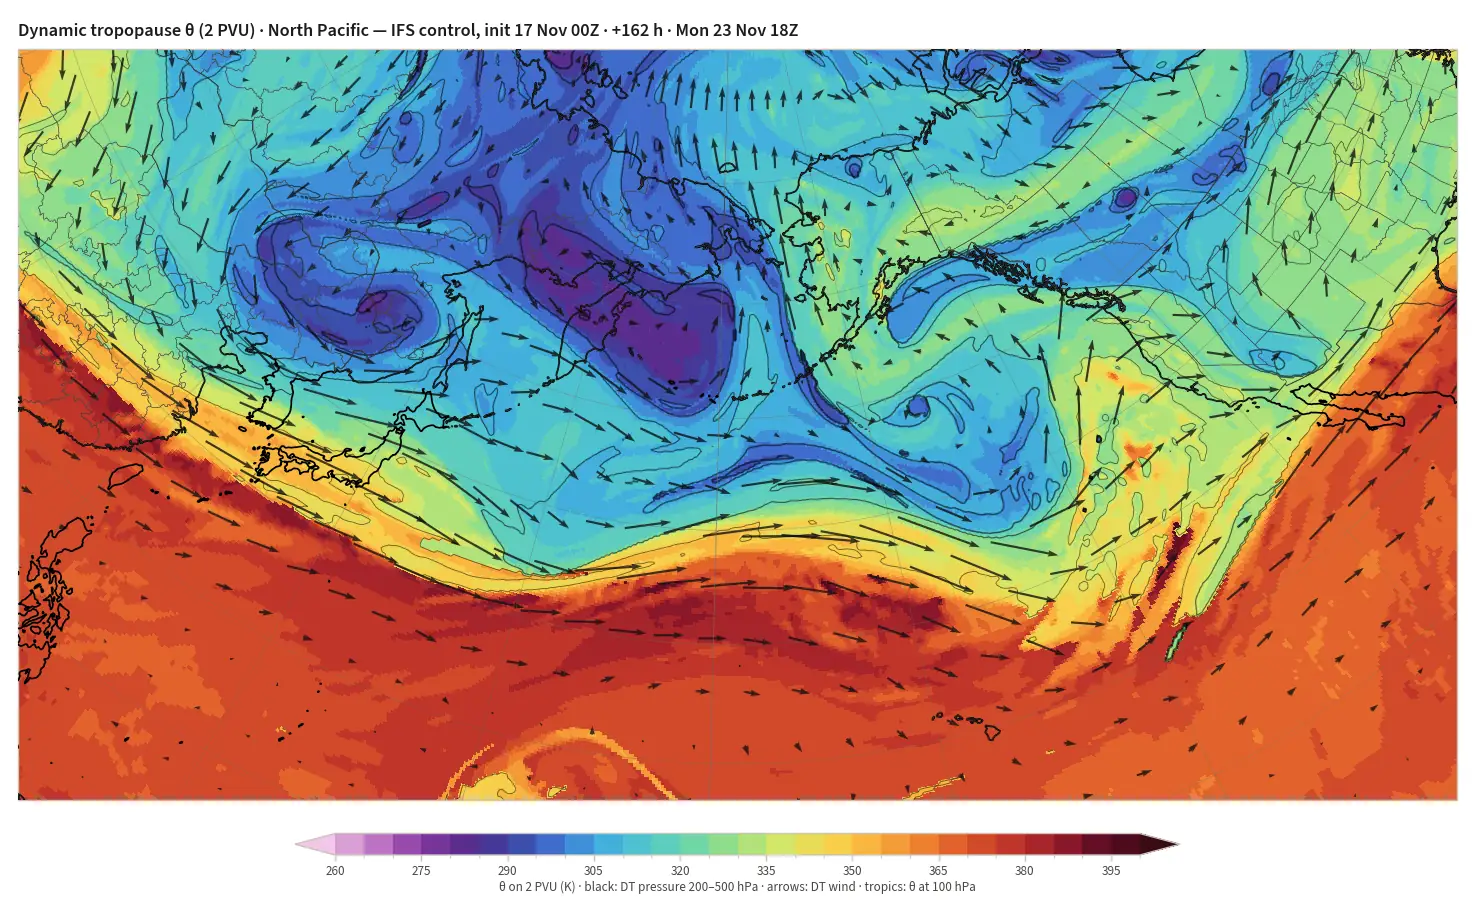 Dynamic tropopause θ (2 PVU) · North Pacific — IFS control, init 17 Nov 00Z · +162 h · Mon 23 Nov 18Z
260 275 290 305 320 335 350 365 380 395
θ on 2 PVU (K) · black: DT pressure 200–500 hPa · arrows: DT wind · tropics: θ at 100 hPa